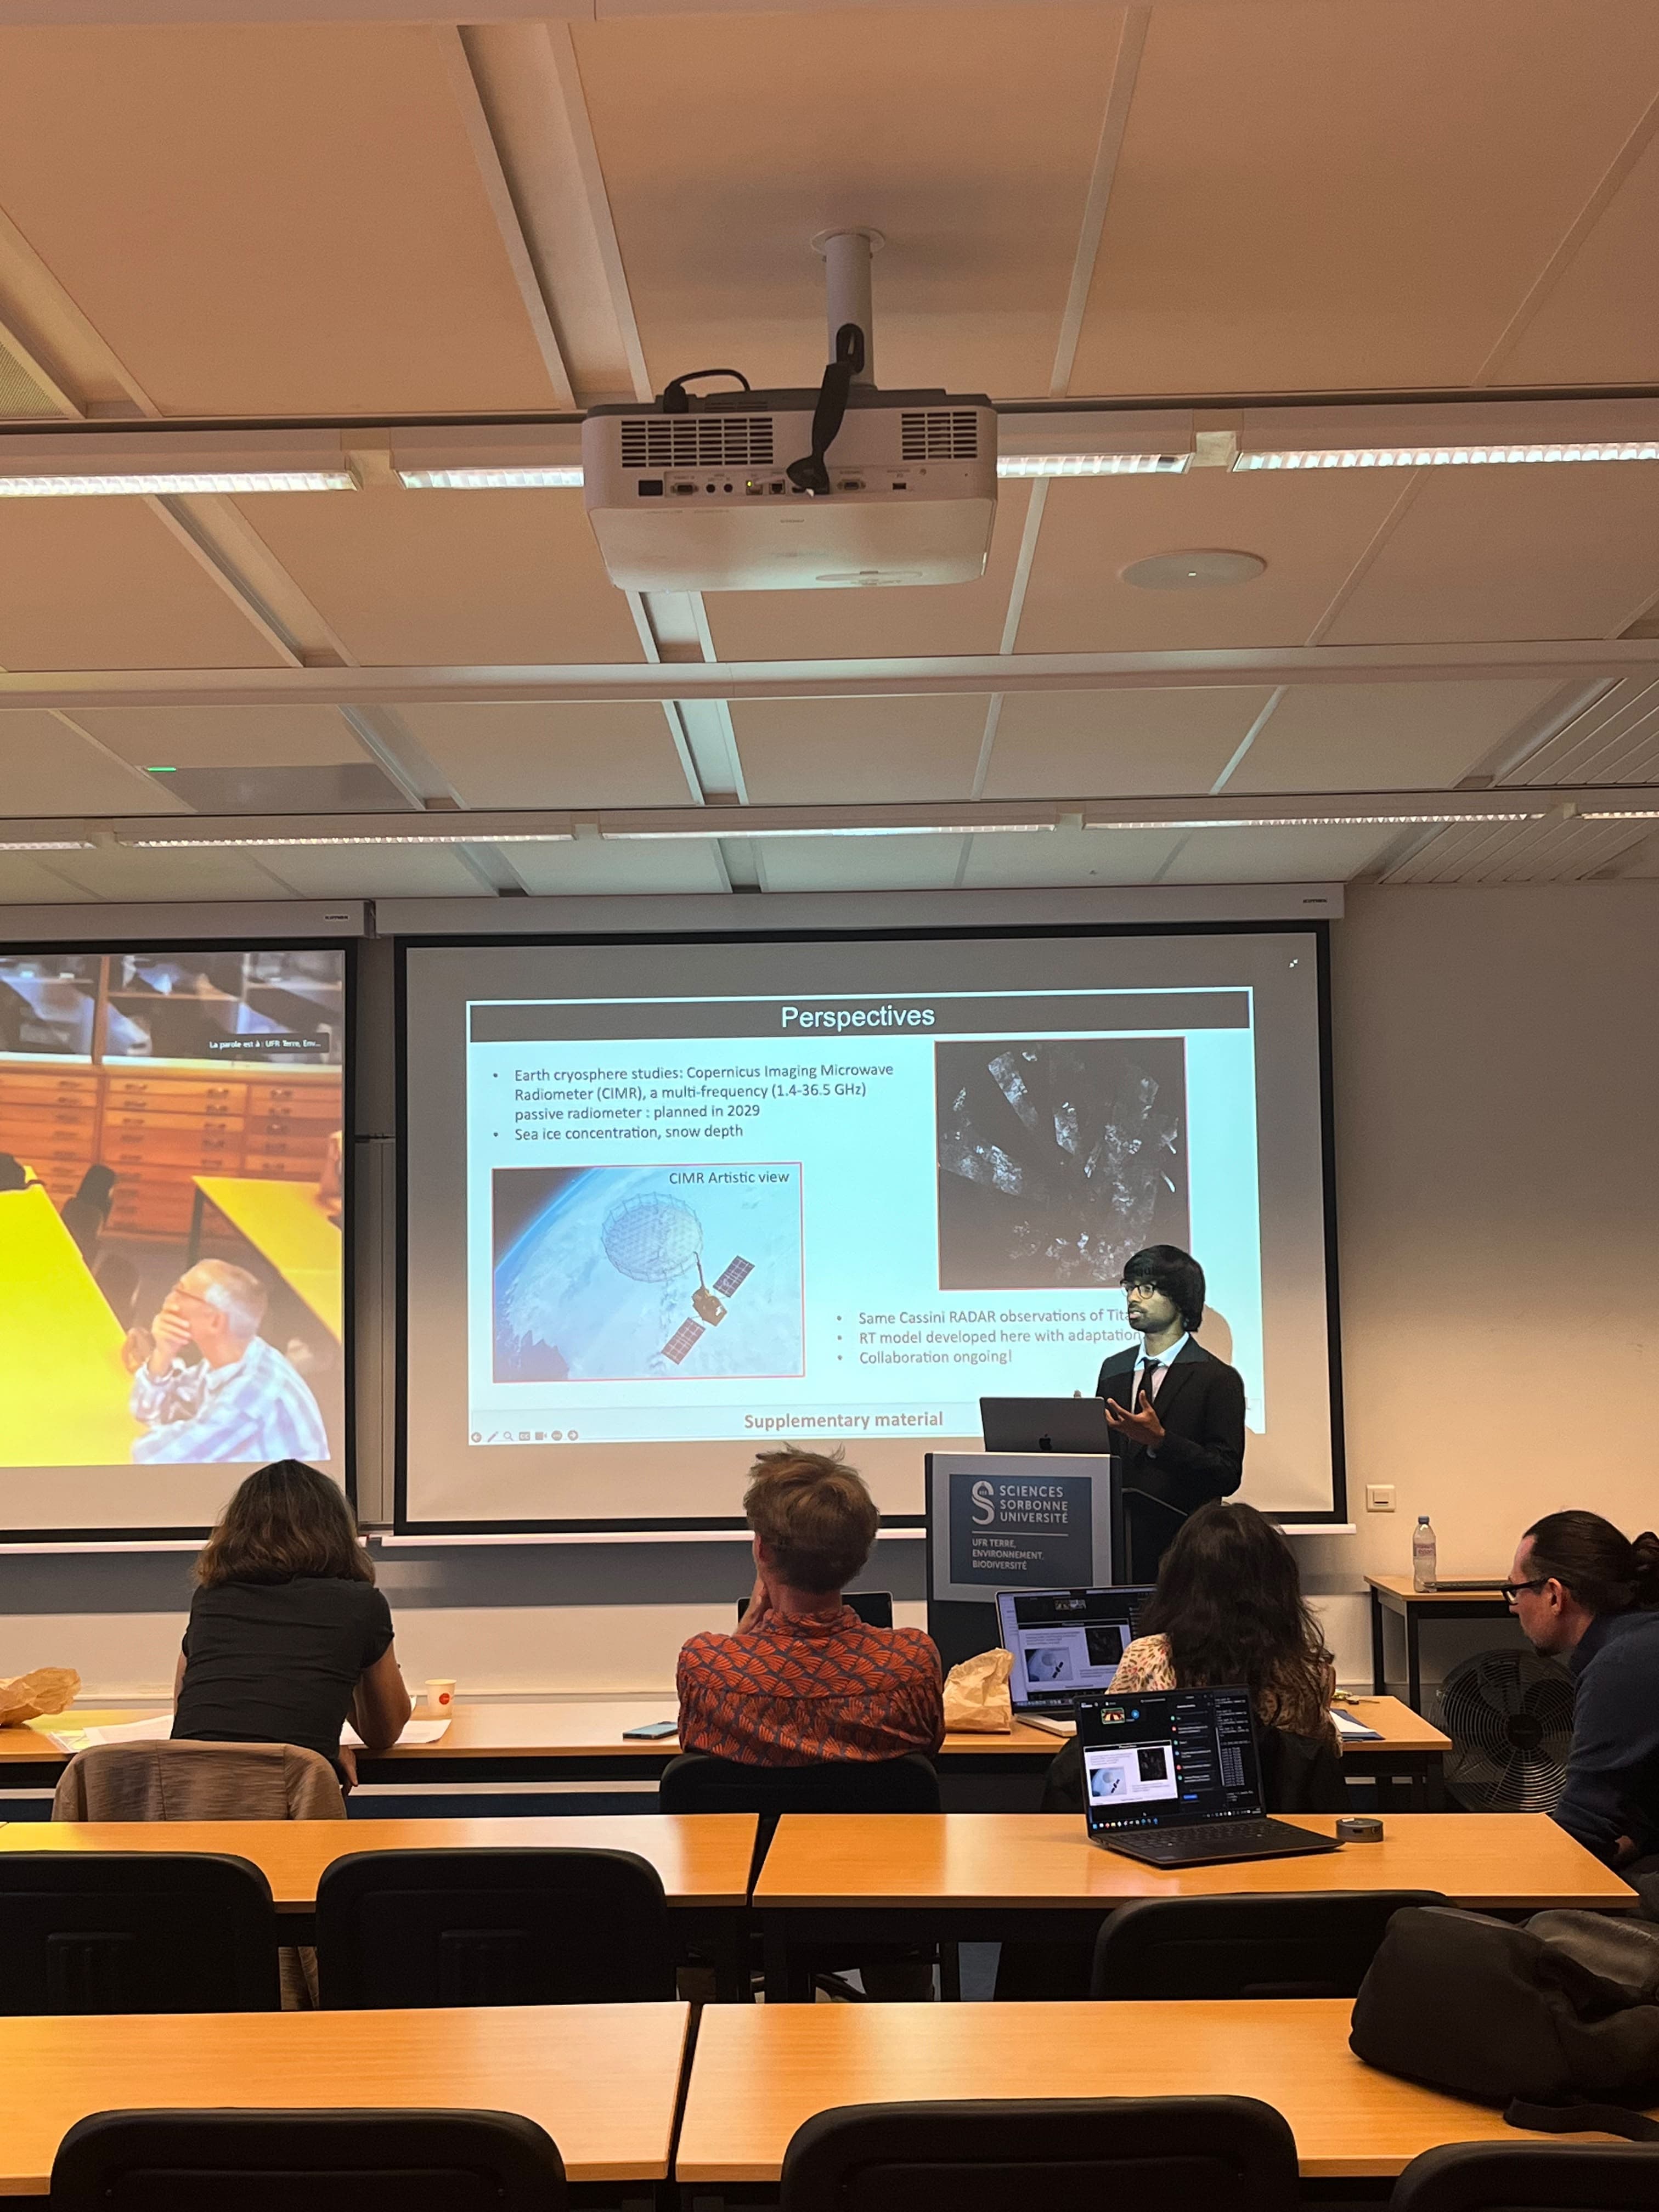 La parole est à : UFR Terre, Env...
Perspectives
• Earth cryosphere studies: Copernicus Imaging Microwave
Radiometer (CIMR), a multi-frequency (1.4-36.5 GHz)
passive radiometer : planned in 2029
• Sea ice concentration, snow depth
CIMR Artistic view
• Same Cassini RADAR observations of
• RT model developed here with adaptation
• Collaboration ongoing!
Supplementary material
SCIENCES
SORBONNE
UNIVERSITÉ
UFR TERRE,
ENVIRONNEMENT,
BIODIVERSITÉ